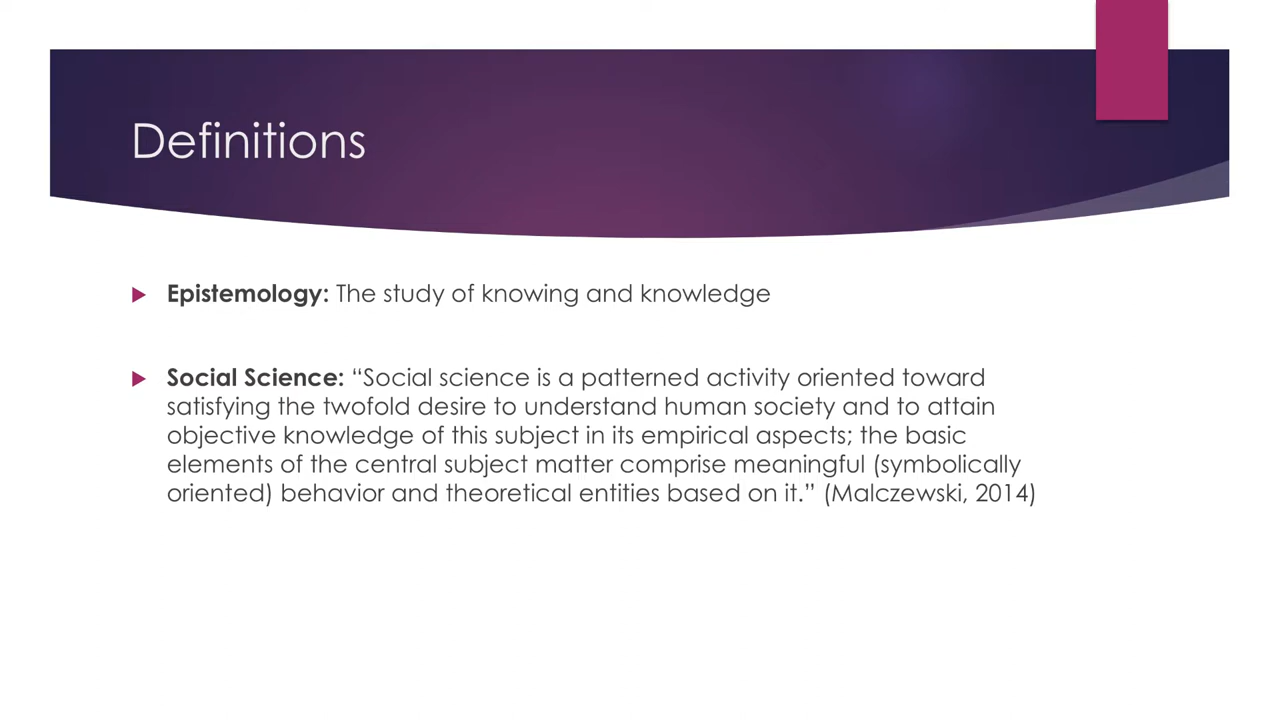 Definitions
Epistemology: The study of knowing and knowledge
Social Science: “Social science is a patterned activity oriented toward
satisfying the twofold desire to understand human society and to attain
objective knowledge of this subject in its empirical aspects; the basic
elements of the central subject matter comprise meaningful (symbolically
oriented) behavior and theoretical entities based on it.” (Malczewski, 2014)